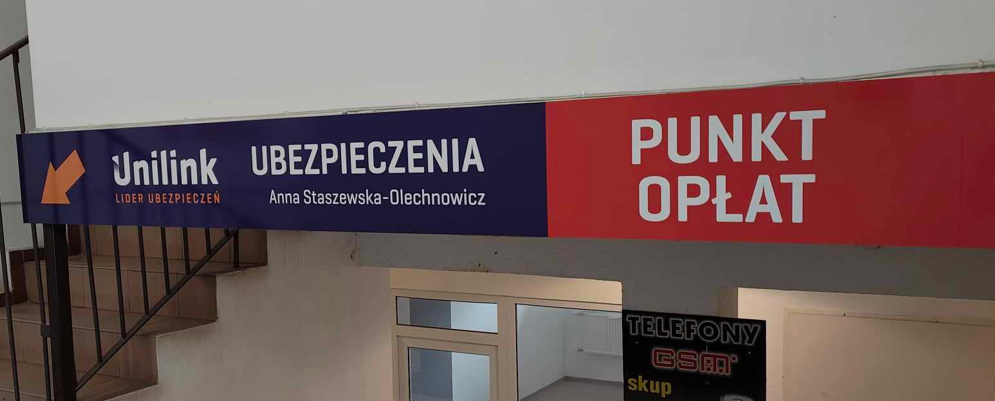 Unilink
LIDER UBEZPIECZEŃ
UBEZPIECZENIA
Anna Staszewska-Olechnowicz
PUNKT
OPŁAT
TELEFONY
GSM
skup